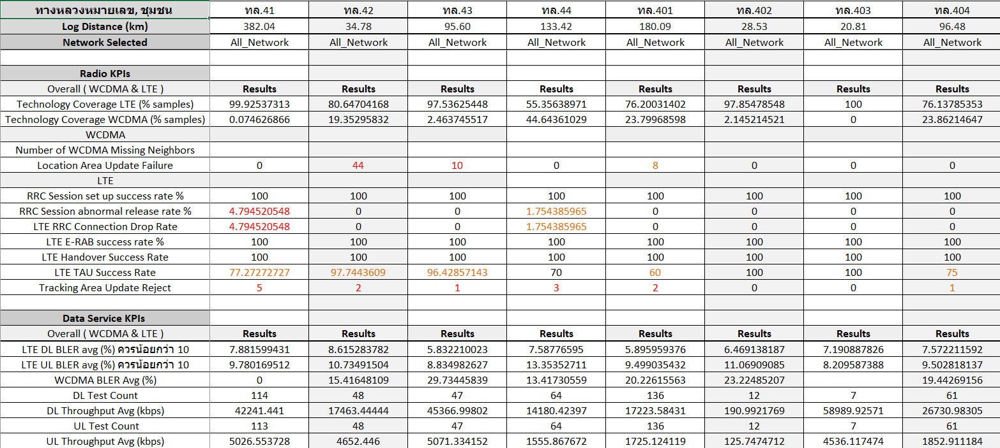 ทางหลวงหมายเลข, ชุมชน ทล.41 ทล.42 ทล.43 ทล.44 ทล.401 ทล.402 ทล.403 ทล.404
Log Distance (km) 382.04 34.78 95.60 133.42 180.09 28.53 20.81 96.48
Network Selected All_Network All_Network All_Network All_Network All_Network All_Network All_Network All_Network
Radio KPIs
Overall ( WCDMA & LTE ) Results Results Results Results Results Results Results Results
Technology Coverage LTE (% samples) 99.92537313 80.64704168 97.53625448 55.35638971 76.20031402 97.85478548 100 76.13785353
Technology Coverage WCDMA (% samples) 0.074626866 19.35295832 2.463745517 44.64361029 23.79968598 2.145214521 0 23.86214647
WCDMA
Number of WCDMA Missing Neighbors
Location Area Update Failure 0 44 10 0 8 0 0 0
LTE
RRC Session set up success rate % 100 100 100 100 100 100 100 100
RRC Session abnormal release rate % 4.794520548 0 0 1.754385965 0 0 0 0
LTE RRC Connection Drop Rate 4.794520548 0 0 1.754385965 0 0 0 0
LTE E-RAB success rate % 100 100 100 100 100 100 100 100
LTE Handover Success Rate 100 100 100 100 100 100 100 100
LTE TAU Success Rate 77.27272727 97.7443609 96.42857143 70 60 100 100 75
Tracking Area Update Reject 5 2 1 3 2 0 0 1
Data Service KPIs
Overall ( WCDMA & LTE ) Results Results Results Results Results Results Results Results
LTE DL BLER avg (%) ควรน้อยกว่า 10 7.881599431 8.615283782 5.832210023 7.58776595 5.895959376 6.469138187 7.190887826 7.572211592
LTE UL BLER avg (%) ควรน้อยกว่า 10 9.780169512 10.73491504 8.834982627 13.35352711 9.499035432 11.06909085 8.209587388 9.502818137
WCDMA BLER Avg (%) 0 15.41648109 29.73445839 13.41730559 20.22615563 23.22485207 19.44269156
DL Test Count 114 48 47 64 136 12 7 61
DL Throughput Avg (kbps) 42241.441 17463.44444 45366.99802 14180.42397 17223.58431 190.9921769 58989.92571 26730.98305
UL Test Count 113 48 47 64 136 12 7 61
UL Throughput Avg (kbps) 5026.553728 4652.446 5071.334152 1555.867672 1725.124119 125.7474712 4536.117474 1852.911184